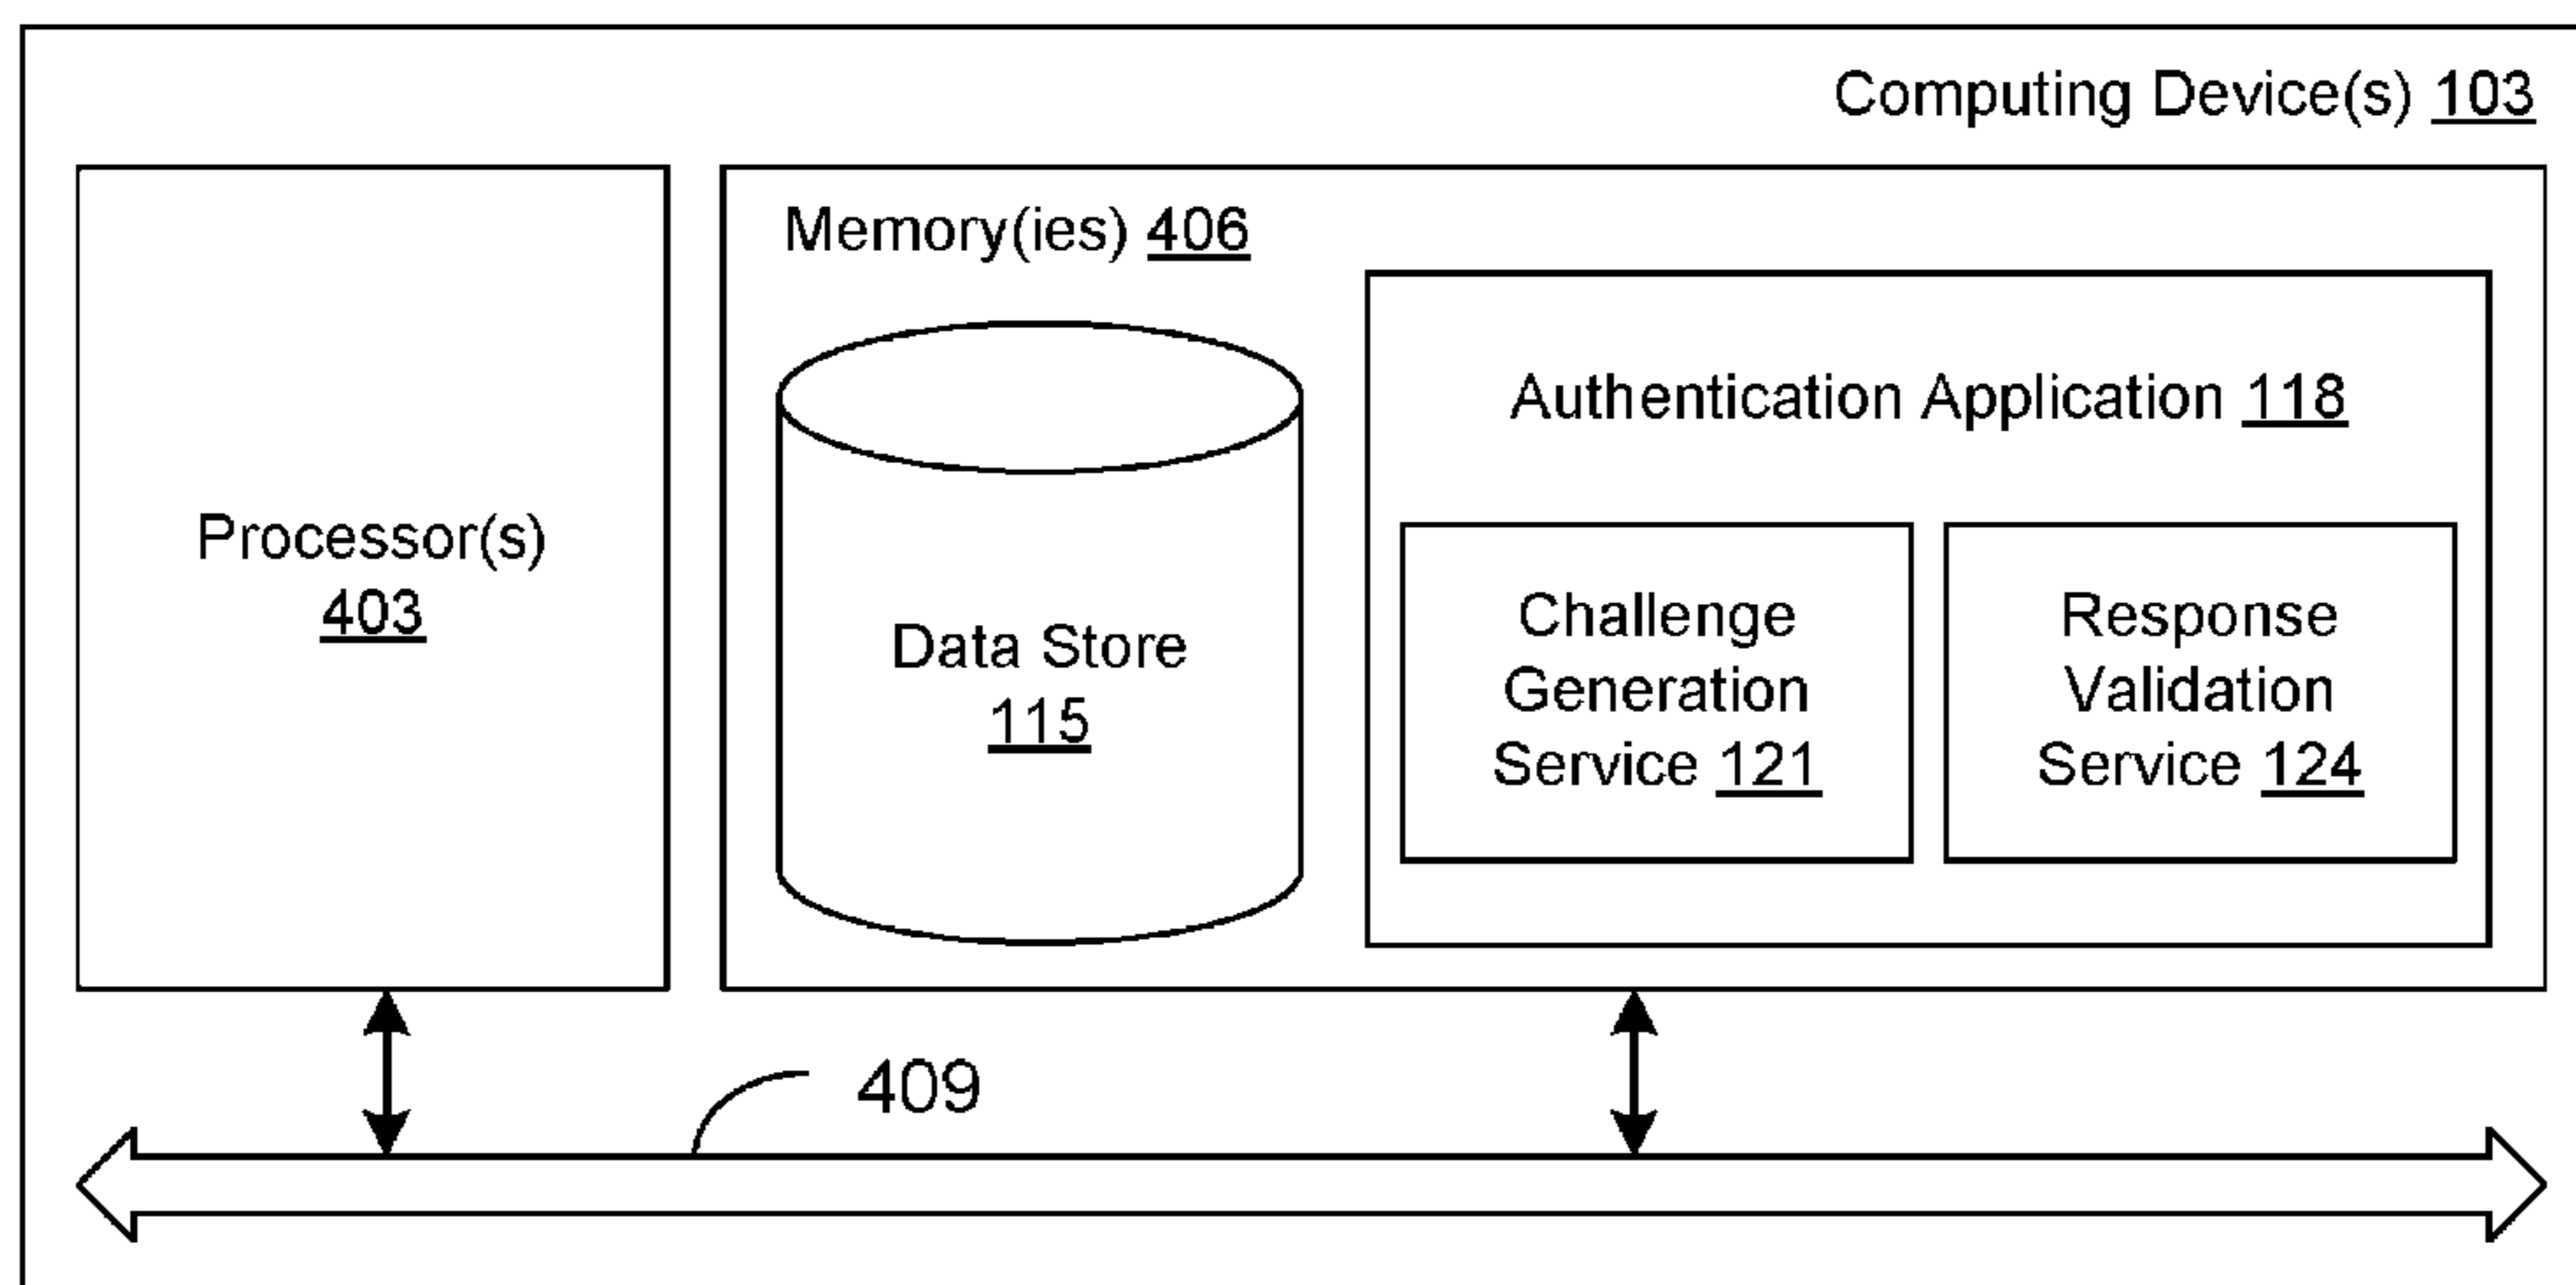 Computing Device(s) 103
Memory(ies) 406
Processor(s)
403
Data Store
115
Authentication Application 118
Challenge
Generation
Service 121
Response
Validation
Service 124
409